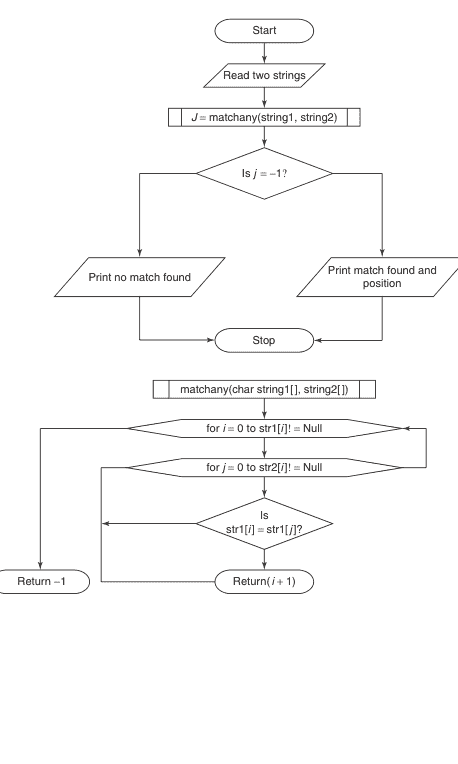 Start
Read two strings
J = matchany(string1, string2)
Is j = −1?
Print no match found
Print match found and
position
Stop
matchany(char string1[ ], string2[ ])
for i = 0 to str1[i]! = Null
for j = 0 to str2[i]! = Null
Is
str1[i] = str1[j]?
Return −1
Return(i + 1)